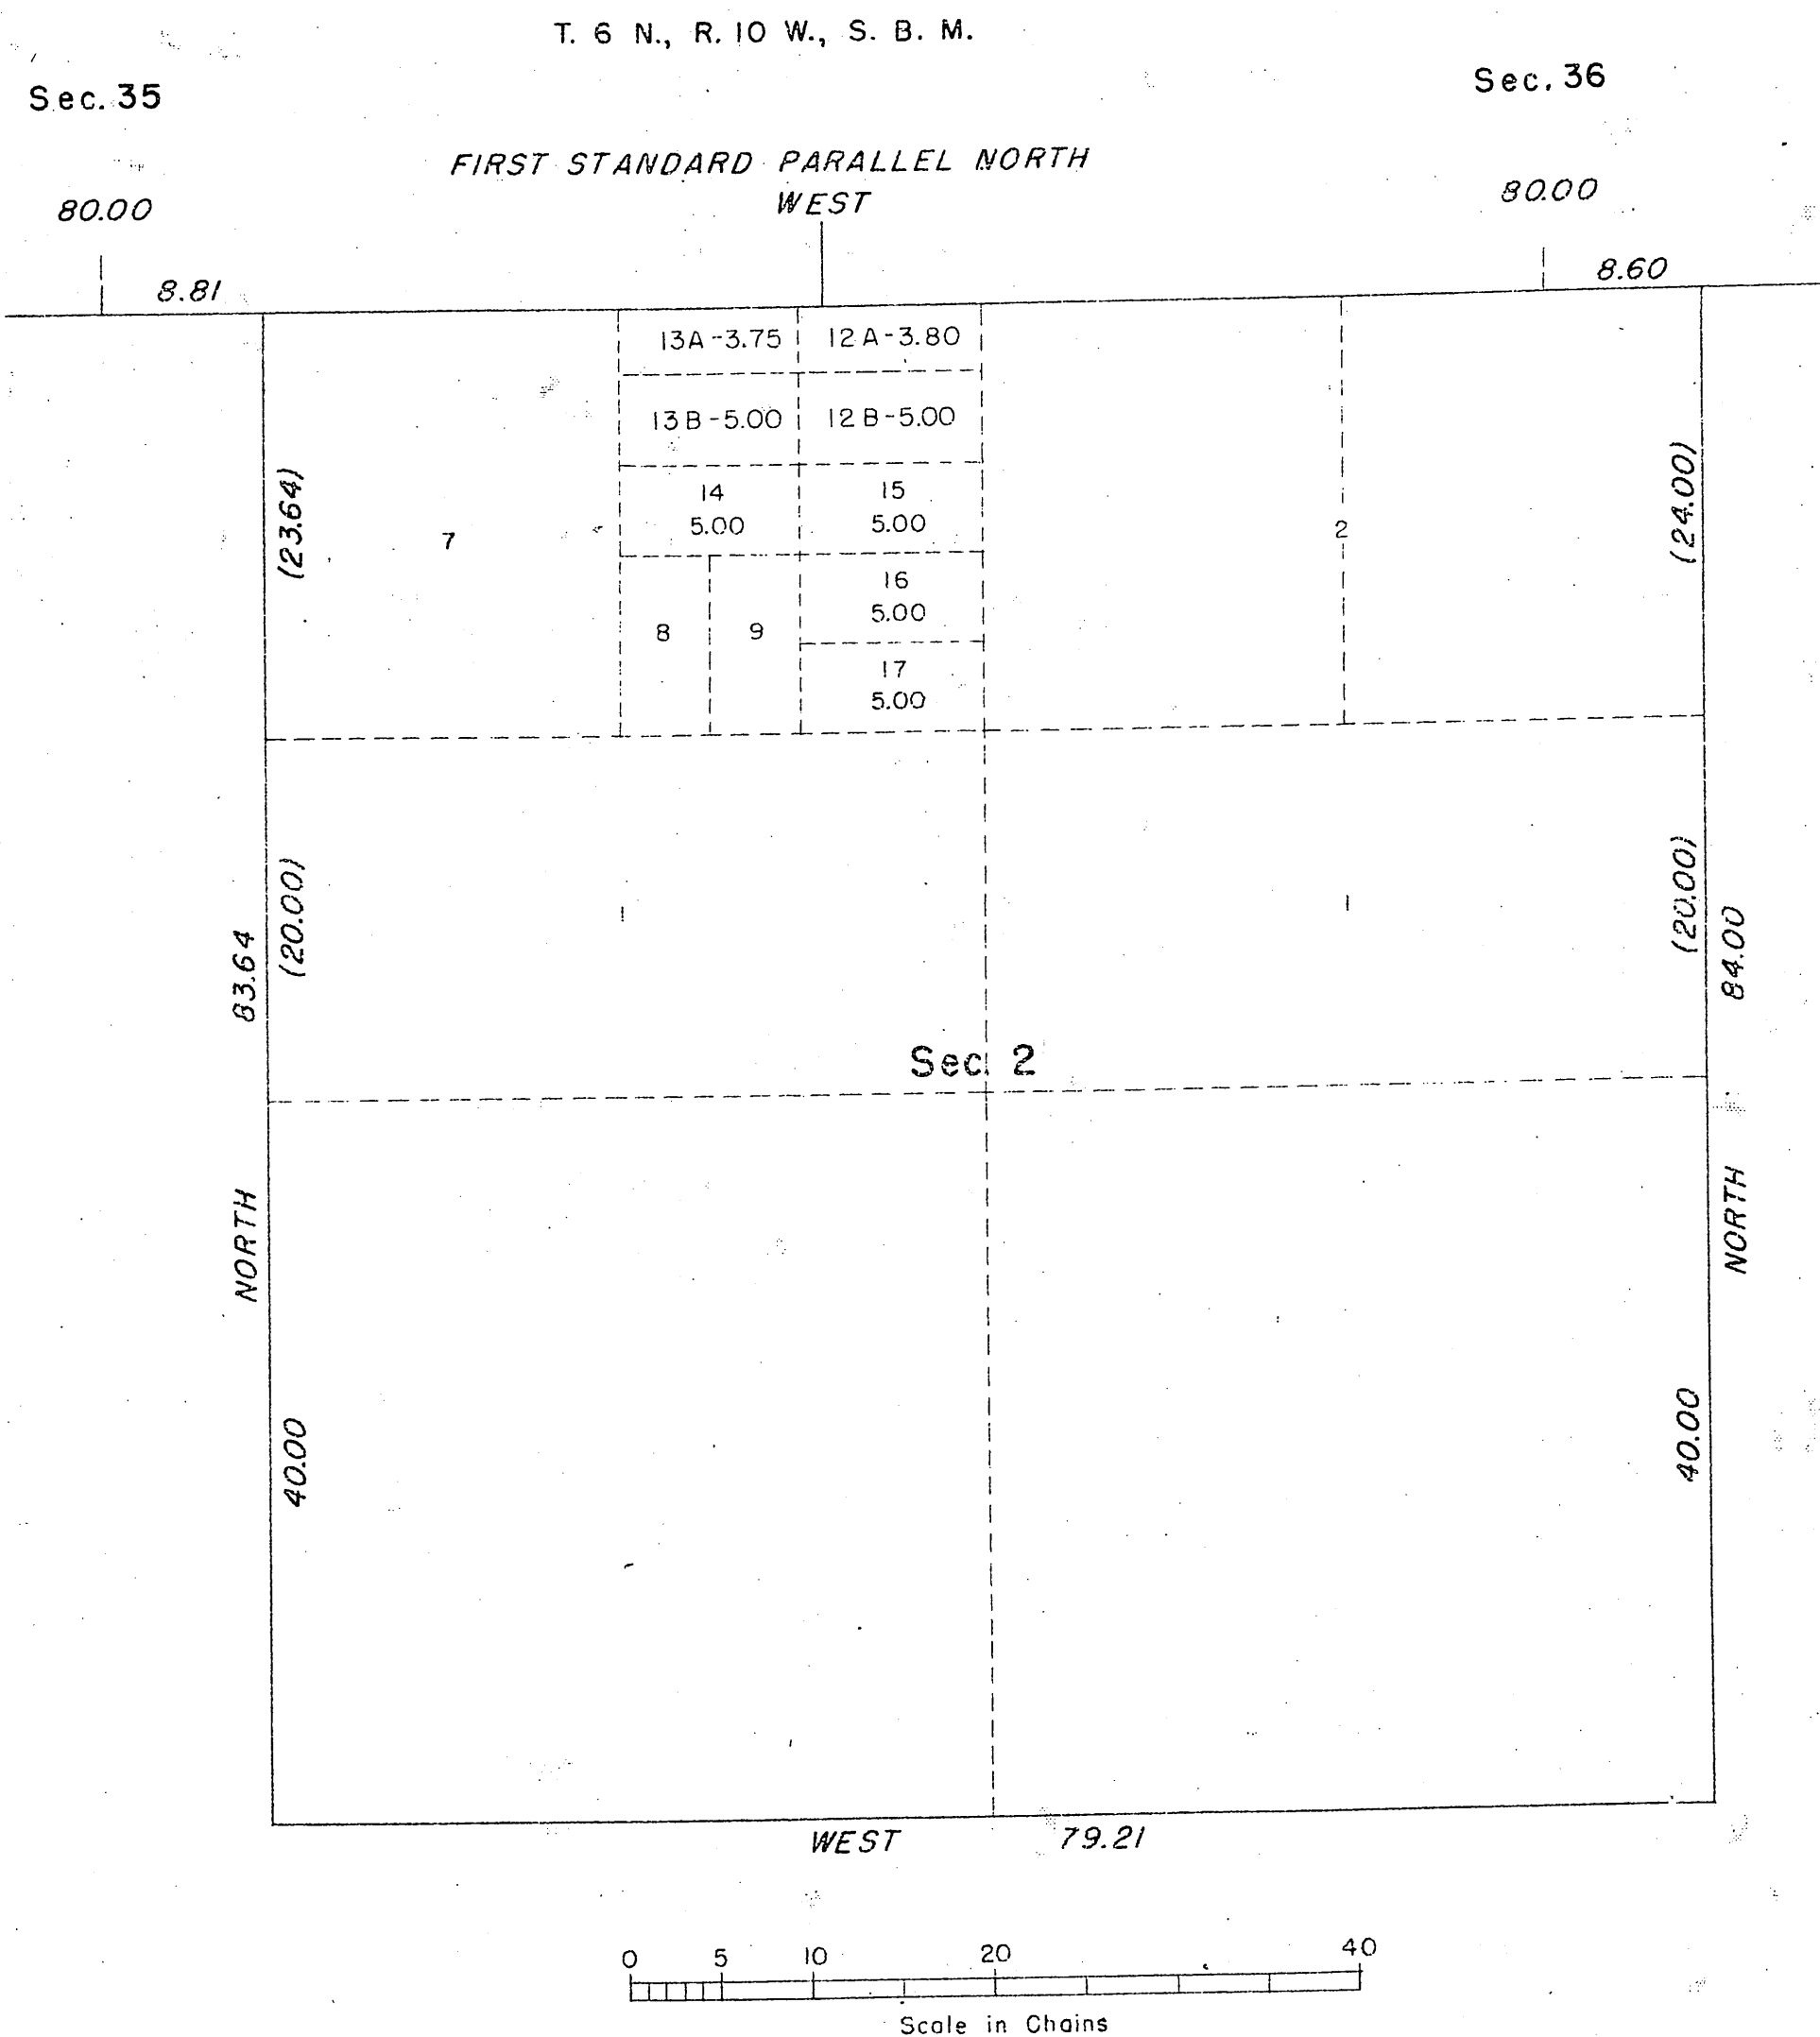 T. 6 N., R. 10 W., S. B. M.
Sec. 35
Sec. 36
FIRST STANDARD PARALLEL NORTH
WEST
80.00
80.00
8.81
8.60
13A-3.75
12A-3.80
13B-5.00
12B-5.00
14
5.00
15
5.00
(23.64)
(24.00)
7
2
16
5.00
8
9
17
5.00
(20.00)
(20.00)
1
1
83.64
84.00
Sec. 2
NORTH
NORTH
40.00
40.00
WEST 79.21
0 5 10 20 40
Scale in Chains